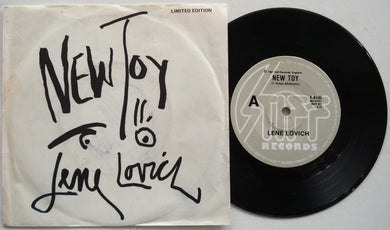 LIMITED EDITION
NEW TOY !!
Lene Lovich
STIFF
RECORDS
A
NEW TOY
LENE LOVICH